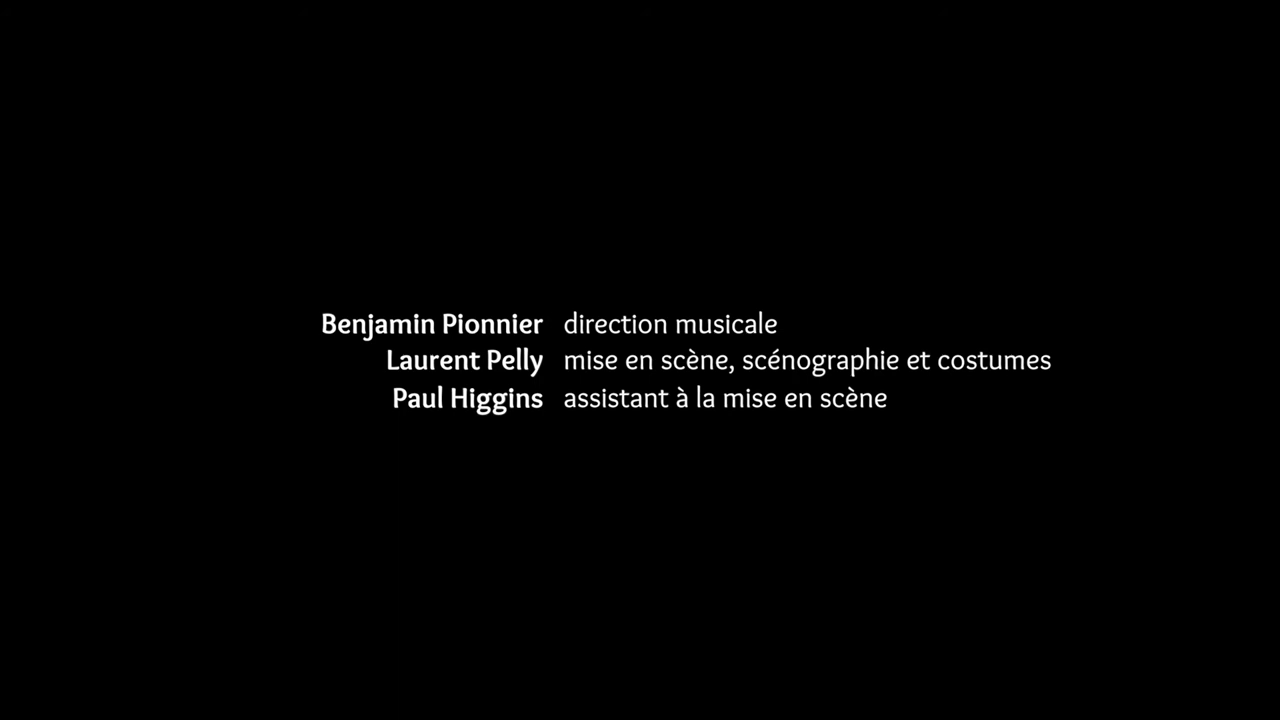 Benjamin Pionnier direction musicale
Laurent Pelly mise en scène, scénographie et costumes
Paul Higgins assistant à la mise en scène